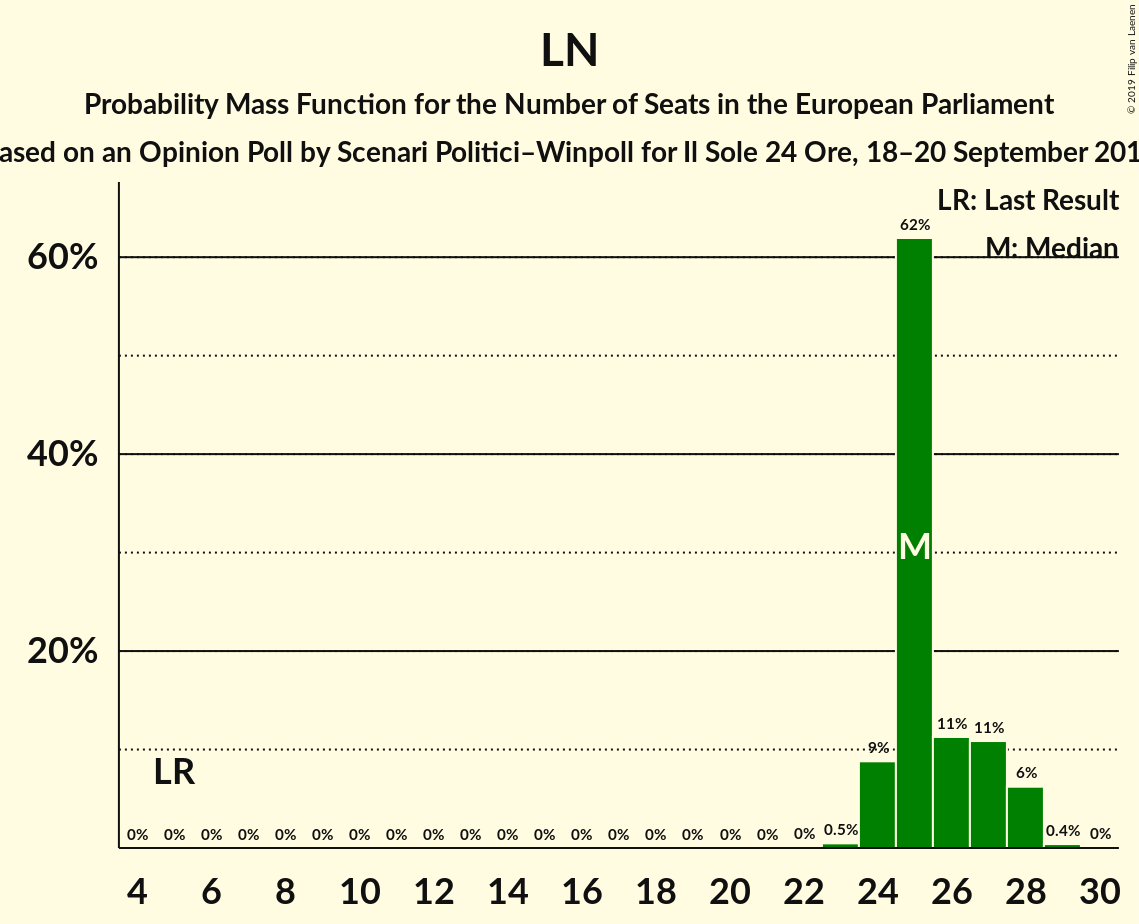 LN
Probability Mass Function for the Number of Seats in the European Parliament
ased on an Opinion Poll by Scenari Politici–Winpoll for Il Sole 24 Ore, 18–20 September 201
© 2019 Filip van Laenen
LR: Last Result
M: Median
60%
40%
20%
62%
M
LR
0% 0% 0% 0% 0% 0% 0% 0% 0% 0% 0% 0% 0% 0% 0% 0% 0% 0% 0% 0.5% 9% 11% 11% 6% 0.4% 0%
4 6 8 10 12 14 16 18 20 22 24 26 28 30